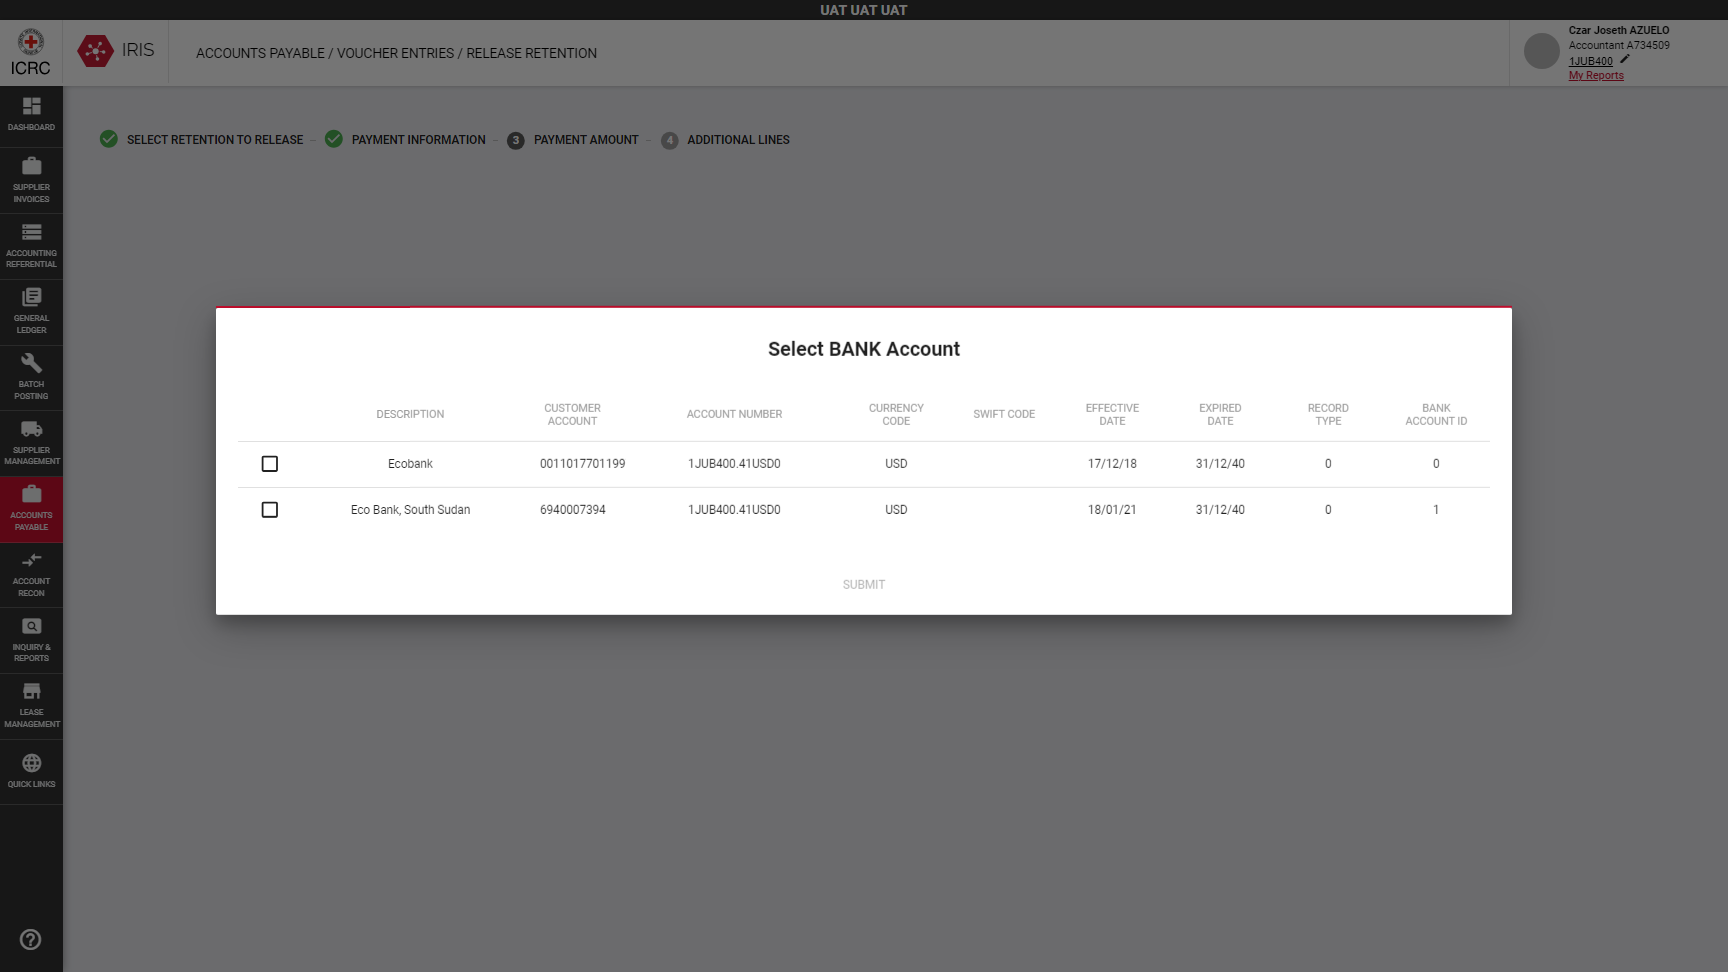 UAT UAT UAT
ICRC
IRIS
ACCOUNTS PAYABLE / VOUCHER ENTRIES / RELEASE RETENTION
Czar Joseth AZUELO
Accountant A734509
1JUB400
My Reports
DASHBOARD
SUPPLIER
INVOICES
ACCOUNTING
REFERENTIAL
GENERAL
LEDGER
BATCH
POSTING
SUPPLIER
MANAGEMENT
ACCOUNTS
PAYABLE
ACCOUNT
RECON
INQUIRY &
REPORTS
LEASE
MANAGEMENT
QUICK LINKS
SELECT RETENTION TO RELEASE – PAYMENT INFORMATION – 3 PAYMENT AMOUNT – 4 ADDITIONAL LINES
Select BANK Account
DESCRIPTION CUSTOMER ACCOUNT ACCOUNT NUMBER CURRENCY CODE SWIFT CODE EFFECTIVE DATE EXPIRED DATE RECORD TYPE BANK ACCOUNT ID
Ecobank 0011017701199 1JUB400.41USD0 USD 17/12/18 31/12/40 0 0
Eco Bank, South Sudan 6940007394 1JUB400.41USD0 USD 18/01/21 31/12/40 0 1
SUBMIT